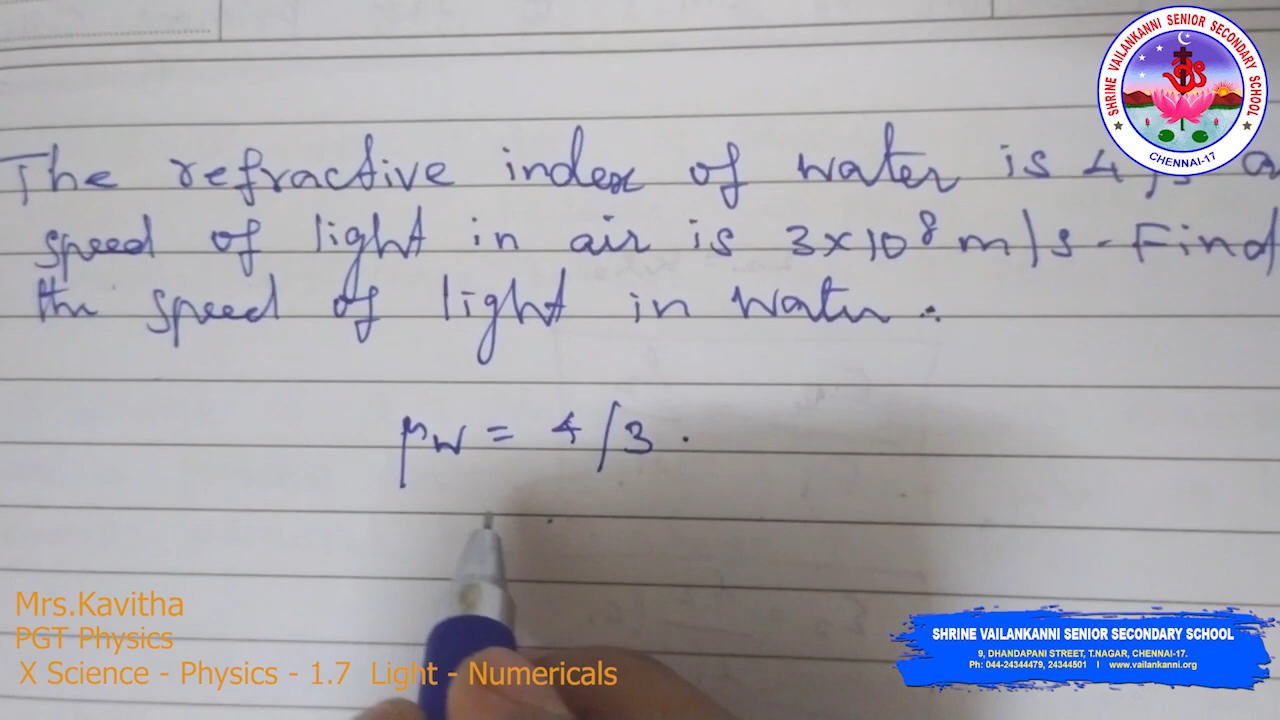 The refractive index of water is 4
speed of light in air is 3×10⁸ m/s. Find
the speed of light in water.
μw = 4/3.
SHRINE VAILANKANNI SENIOR SECONDARY SCHOOL
CHENNAI-17
Mrs.Kavitha
PGT Physics
X Science - Physics - 1.7 Light - Numericals
SHRINE VAILANKANNI SENIOR SECONDARY SCHOOL
9, DHANDAPANI STREET, T.NAGAR, CHENNAI-17.
Ph: 044-24344479, 24344501 I www.vailankanni.org